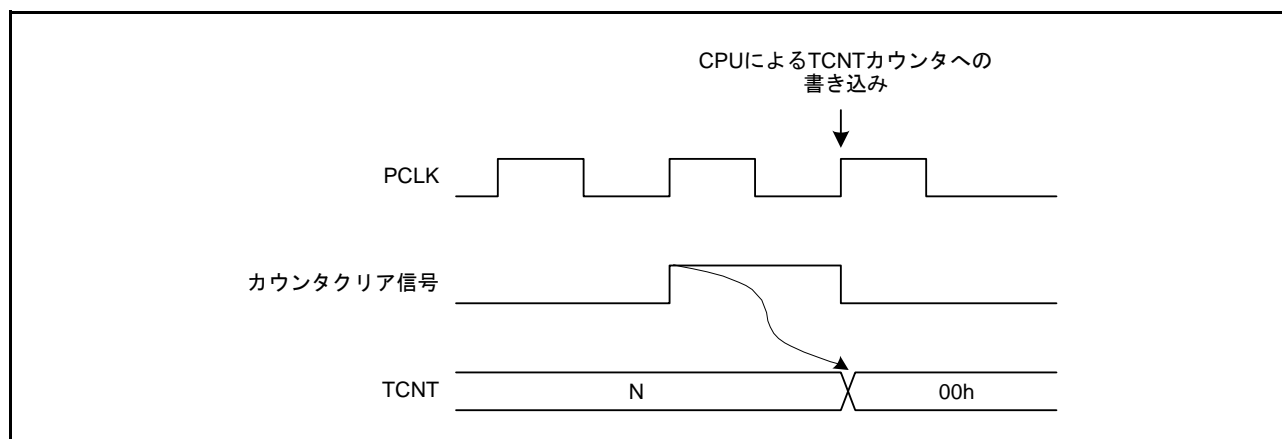 CPUによるTCNTカウンタへの
書き込み
PCLK
カウンタクリア信号
TCNT
N
00h